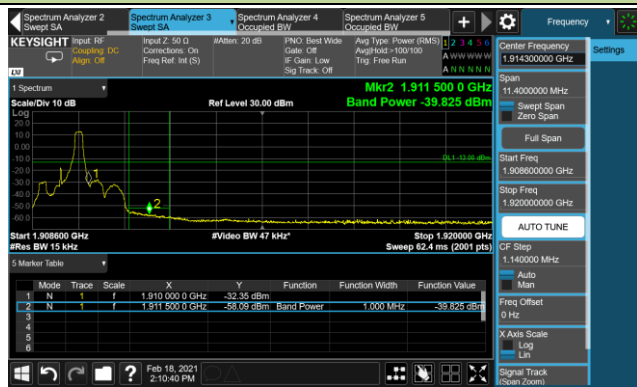 Spectrum Analyzer 2
Swept SA
Spectrum Analyzer 3
Swept SA
Spectrum Analyzer 4
Occupied BW
Spectrum Analyzer 5
Occupied BW
Frequency
KEYSIGHT
Input: RF
Coupling: DC
Align: Off
Input Z: 50 Ω
Corrections: On
Freq Ref: Int (S)
#Atten: 20 dB
PNO: Best Wide
Gate: Off
IF Gain: Low
Sig Track: Off
Avg Type: Power (RMS)
Avg|Hold:>100/100
Trig: Free Run
1 2 3 4 5 6
A W W W W W
A N N N N N
LXI
1 Spectrum
Scale/Div 10 dB
Ref Level 30.00 dBm
Mkr2 1.911 500 0 GHz
Band Power -39.825 dBm
Log
20.0
10.0
0.00
-10.0
-20.0
-30.0
-40.0
-50.0
-60.0
DL1 -13.00 dBm
1
2
Start 1.908600 GHz
#Res BW 15 kHz
#Video BW 47 kHz*
Stop 1.920000 GHz
Sweep 62.4 ms (2001 pts)
5 Marker Table
Mode Trace Scale X Y Function Function Width Function Value
1 N 1 f 1.910 000 0 GHz -32.35 dBm
2 N 1 f 1.911 500 0 GHz -58.09 dBm Band Power 1.000 MHz -39.825 dBm
3
4
5
6
Feb 18, 2021
2:10:40 PM
Center Frequency
1.914300000 GHz
Settings
Span
11.4000000 MHz
Swept Span
Zero Span
Full Span
Start Freq
1.908600000 GHz
Stop Freq
1.920000000 GHz
AUTO TUNE
CF Step
1.140000 MHz
Auto
Man
Freq Offset
0 Hz
X Axis Scale
Log
Lin
Signal Track
(Span Zoom)